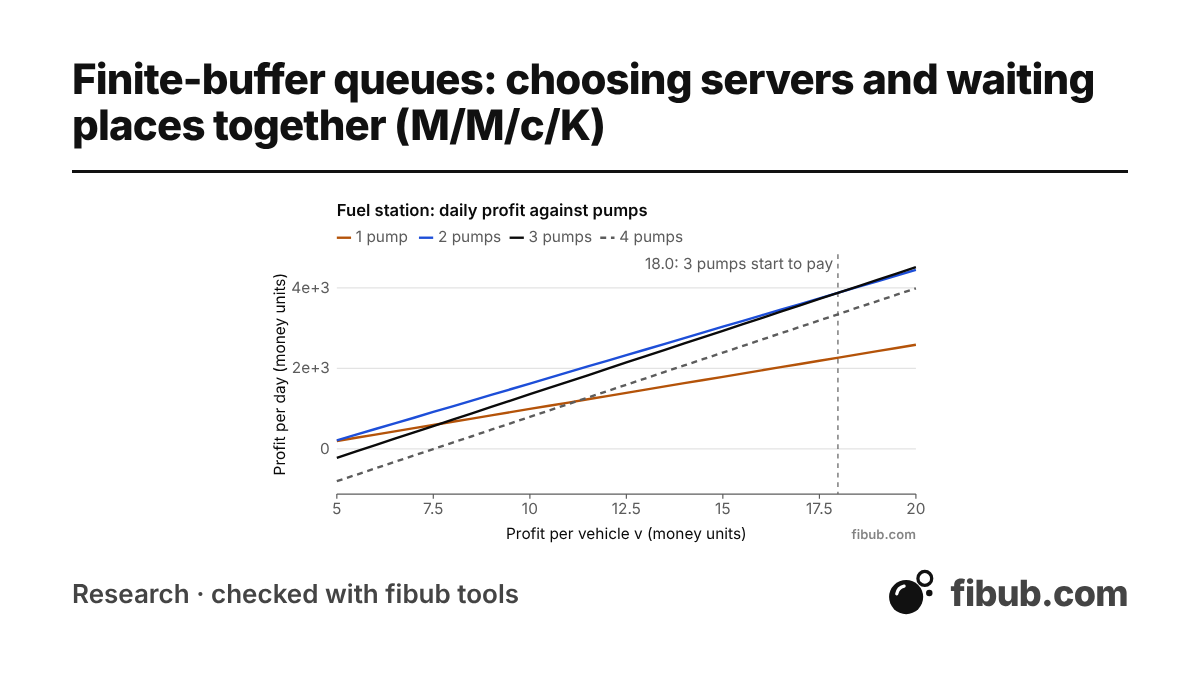 Finite-buffer queues: choosing servers and waiting
places together (M/M/c/K)
Fuel station: daily profit against pumps
1 pump 2 pumps 3 pumps 4 pumps
18.0: 3 pumps start to pay
Profit per day (money units)
4e+3
2e+3
0
5 7.5 10 12.5 15 17.5 20
Profit per vehicle v (money units)
fibub.com
Research · checked with fibub tools
fibub.com